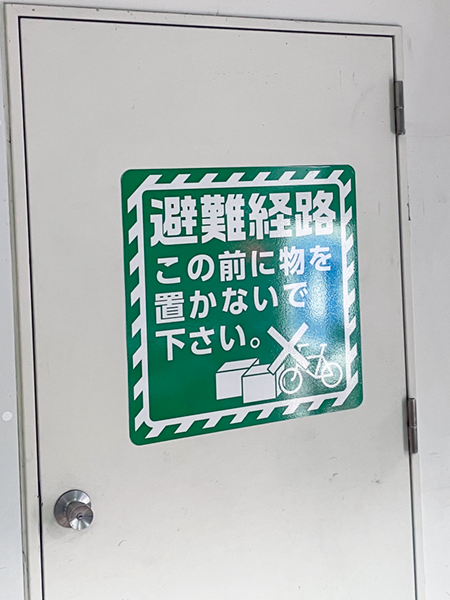 避難経路
この前に物を
置かないで
下さい。